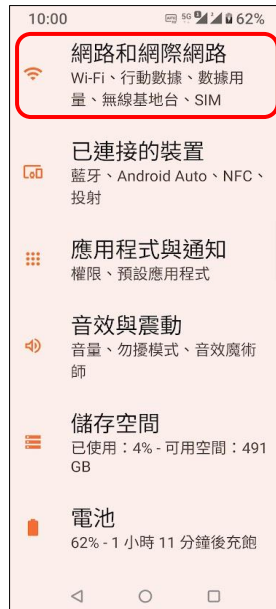 10:00 5G 62%
網路和網際網路
Wi-Fi、行動數據、數據用
量、無線基地台、SIM
已連接的裝置
藍牙、Android Auto、NFC、
投射
應用程式與通知
權限、預設應用程式
音效與震動
音量、勿擾模式、音效魔術
師
儲存空間
已使用：4% - 可用空間：491
GB
電池
62% - 1 小時 11 分鐘後充飽